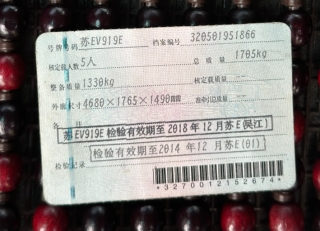 号牌号码 苏EV919E 档案编号 320501951866
核定载人数 5人 总质量 1705kg
整备质量 1330kg 核定载质量 --
外廓尺寸 4680×1765×1490mm 准牵引总质量 --
备注
苏EV919E 检验有效期至2018年12月苏E(吴江)
检验有效期至2014年12月苏E(01)
检验记录
*3270012152674*